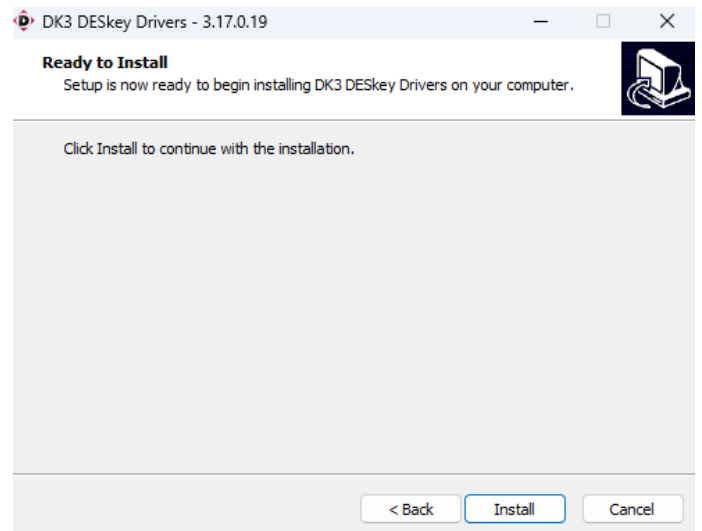 DK3 DESkey Drivers - 3.17.0.19
Ready to Install
Setup is now ready to begin installing DK3 DESkey Drivers on your computer.
Click Install to continue with the installation.
< Back Install Cancel